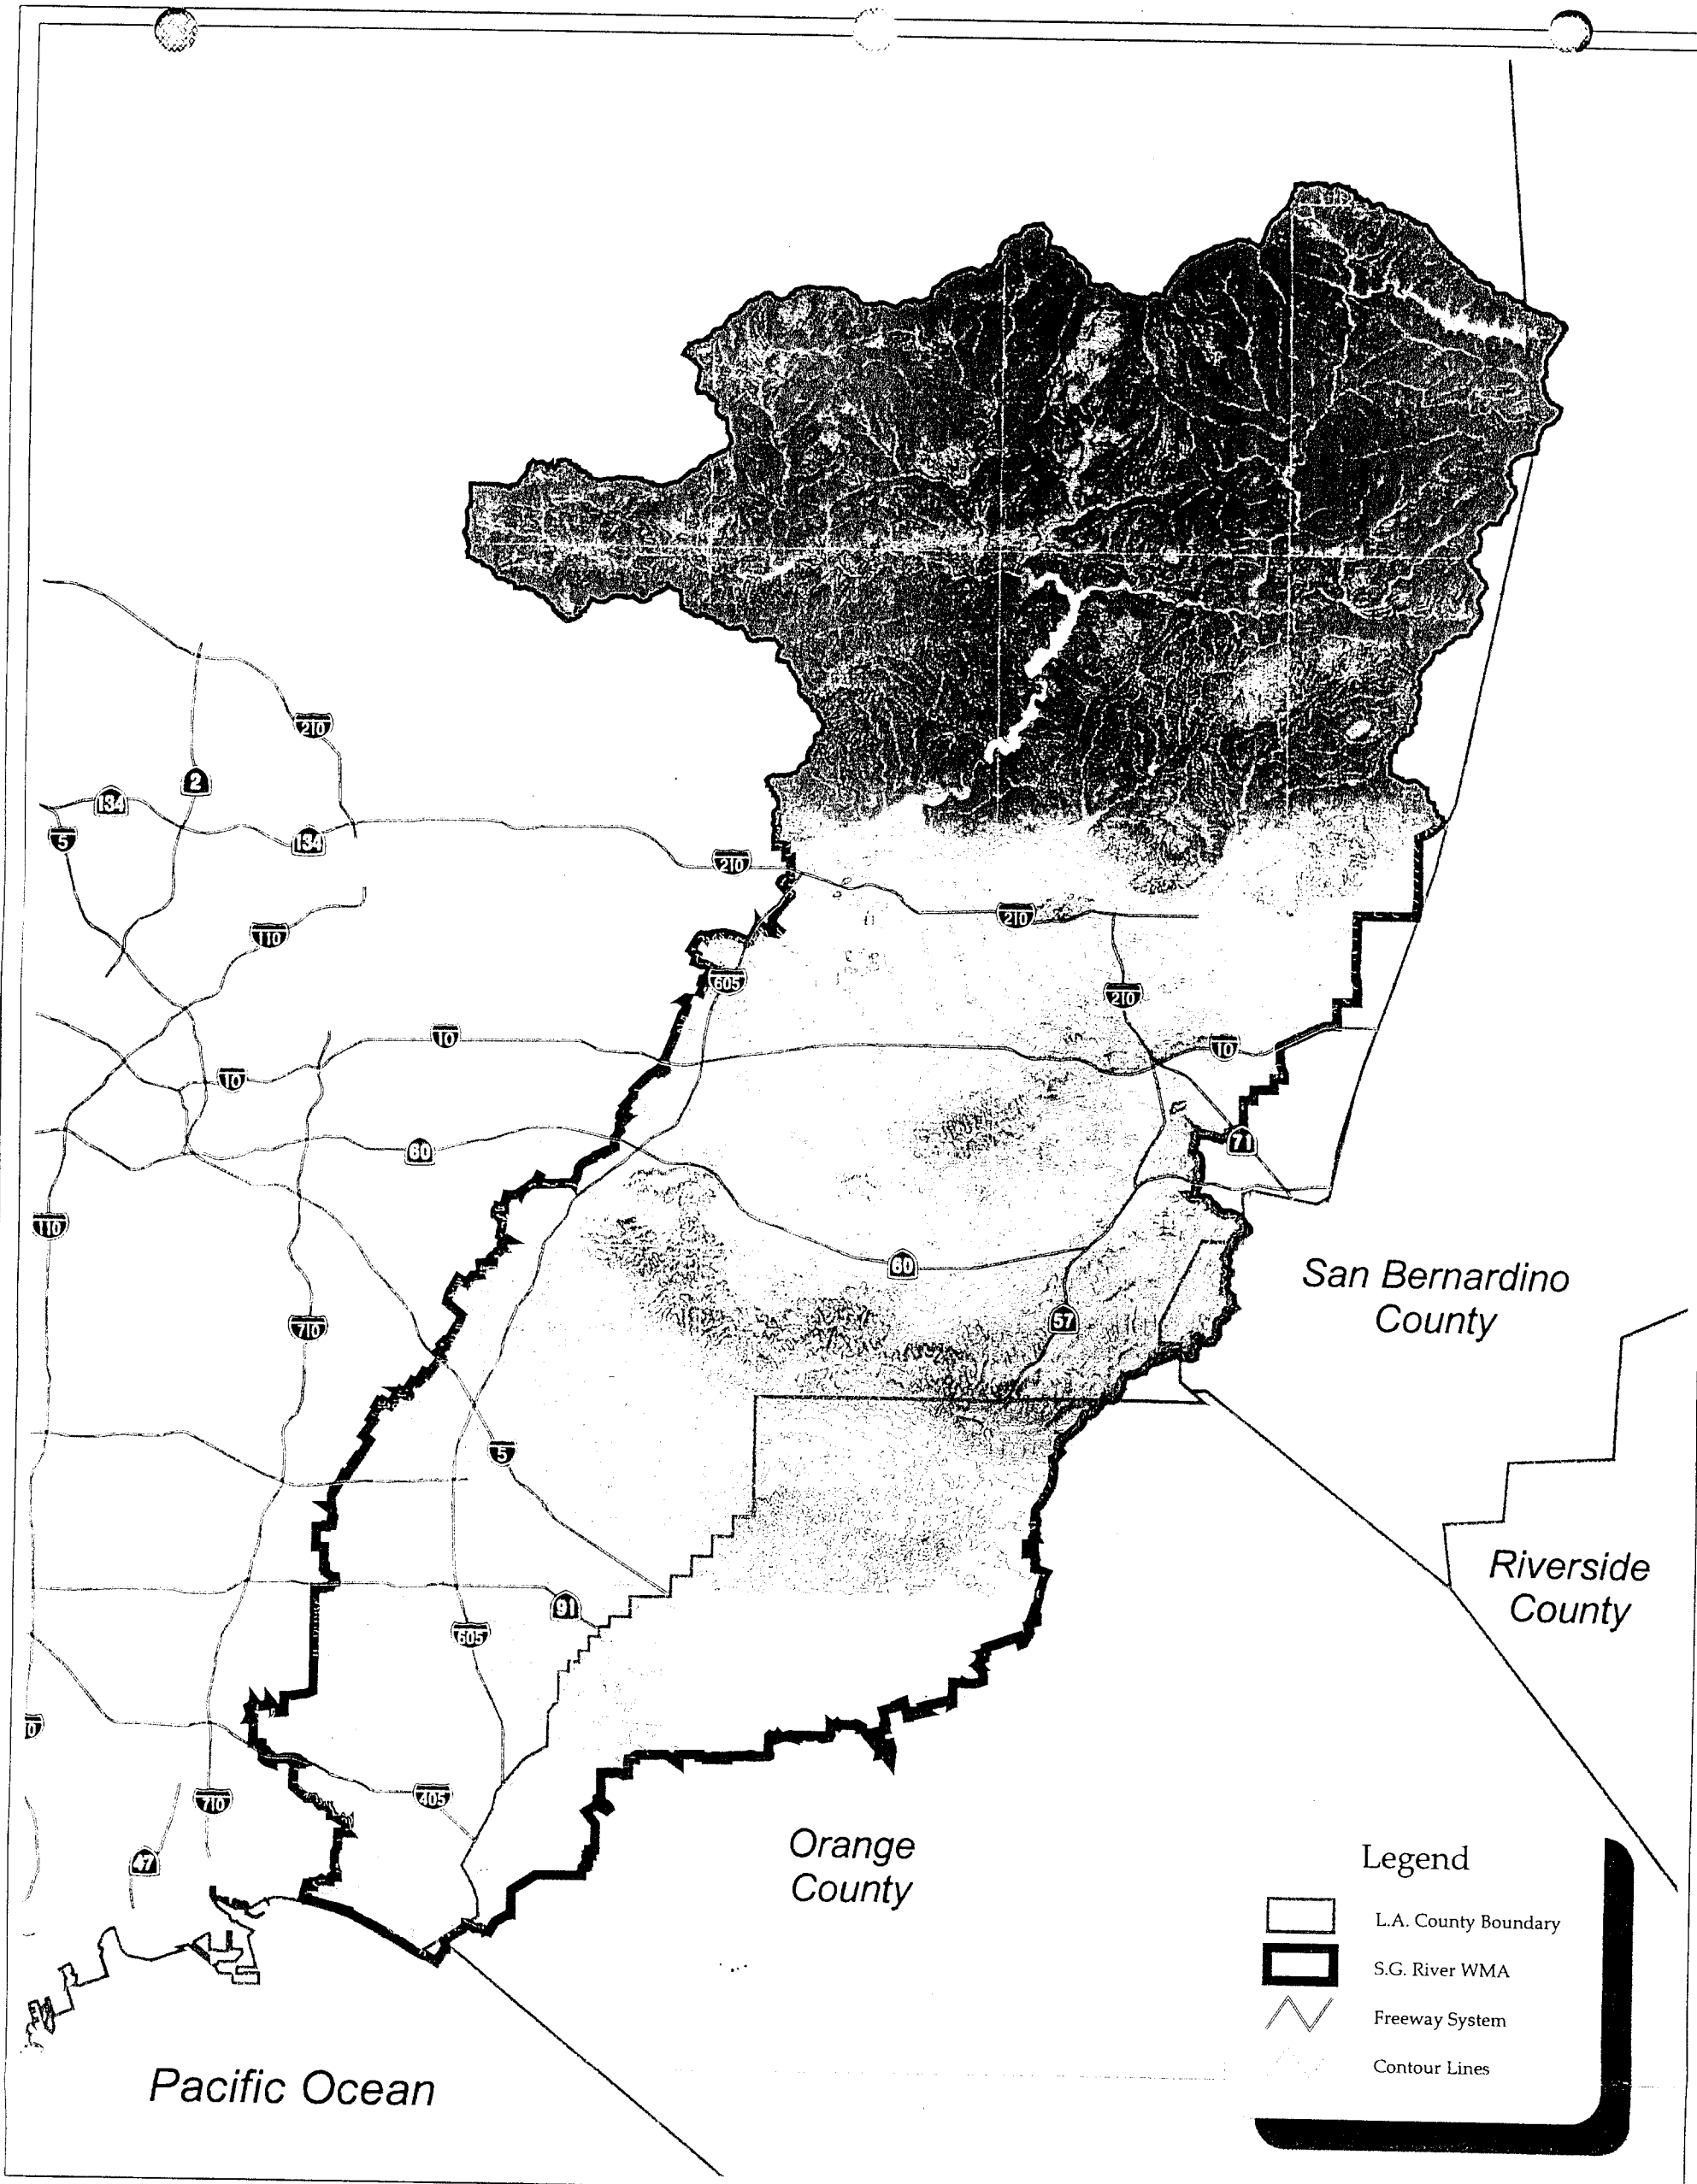 210
2
134
5
134
210
110
210
605
210
10
10
10
60
71
110
60
San Bernardino
County
57
710
5
Riverside
County
91
605
0
710
405
47
Orange
County
Legend
L.A. County Boundary
S.G. River WMA
Freeway System
Contour Lines
Pacific Ocean